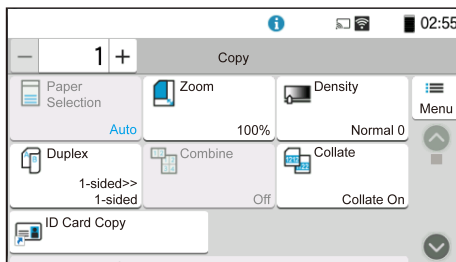 02:55
1
Copy
Paper
Selection
Auto
Zoom
100%
Density
Normal 0
Menu
Duplex
1-sided>>
1-sided
Combine
Off
Collate
Collate On
ID Card Copy